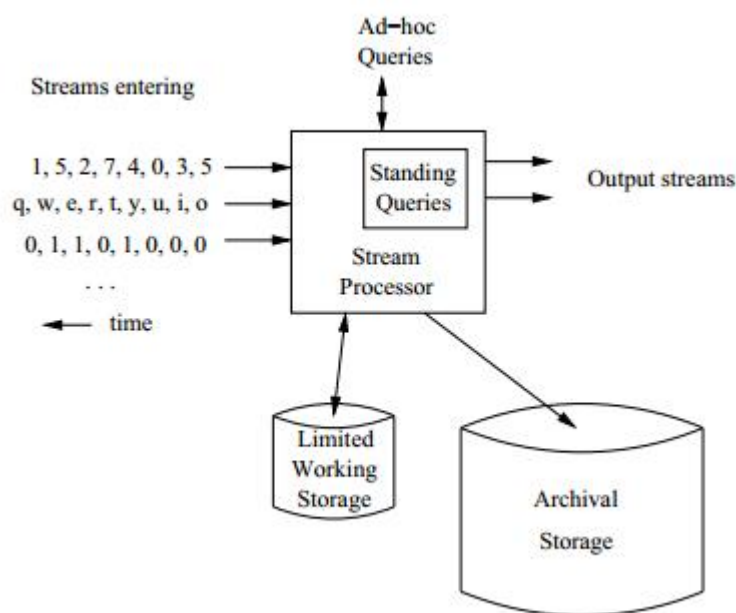 Ad-hoc
Queries
Streams entering
1, 5, 2, 7, 4, 0, 3, 5
q, w, e, r, t, y, u, i, o
0, 1, 1, 0, 1, 0, 0, 0
. . .
time
Standing
Queries
Stream
Processor
Output streams
Limited
Working
Storage
Archival
Storage